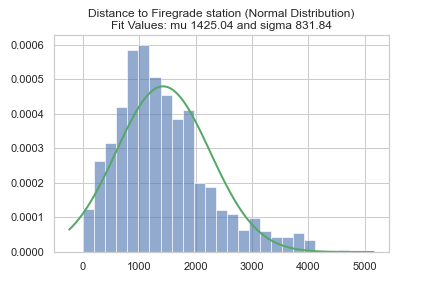 Distance to Firegrade station (Normal Distribution)
Fit Values: mu 1425.04 and sigma 831.84
0.0006
0.0005
0.0004
0.0003
0.0002
0.0001
0.0000
0 1000 2000 3000 4000 5000